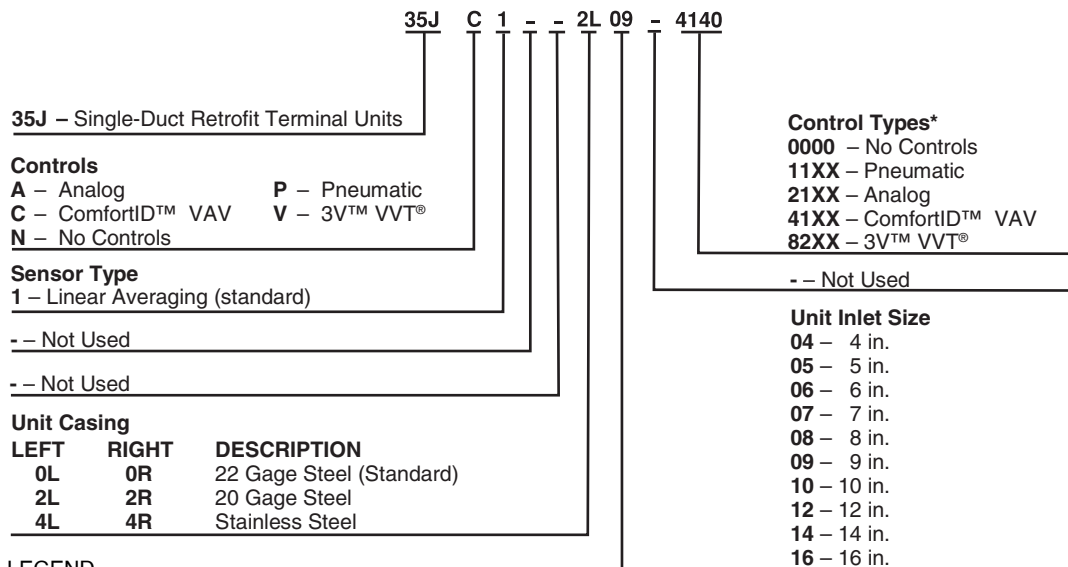 35J C 1 - - 2L 09 - 4140
35J – Single-Duct Retrofit Terminal Units
Controls
A – Analog P – Pneumatic
C – ComfortID™ VAV V – 3V™ VVT®
N – No Controls
Sensor Type
1 – Linear Averaging (standard)
- – Not Used
- – Not Used
Unit Casing
LEFT RIGHT DESCRIPTION
0L 0R 22 Gage Steel (Standard)
2L 2R 20 Gage Steel
4L 4R Stainless Steel
LEGEND
Control Types*
0000 – No Controls
11XX – Pneumatic
21XX – Analog
41XX – ComfortID™ VAV
82XX – 3V™ VVT®
- – Not Used
Unit Inlet Size
04 – 4 in.
05 – 5 in.
06 – 6 in.
07 – 7 in.
08 – 8 in.
09 – 9 in.
10 – 10 in.
12 – 12 in.
14 – 14 in.
16 – 16 in.